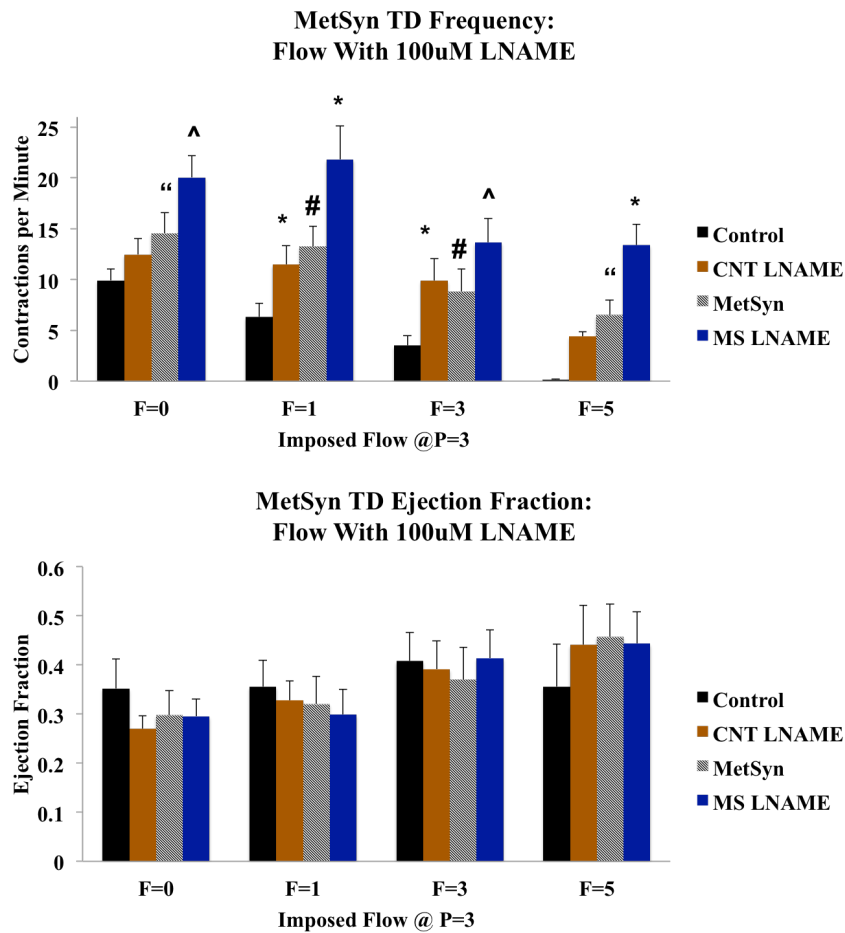 MetSyn TD Frequency:
Flow With 100uM LNAME
Contractions per Minute
25
20
15
10
5
0
“
^
*
#
*
*
#
^
“
*
F=0
F=1
F=3
F=5
Imposed Flow @P=3
Control
CNT LNAME
MetSyn
MS LNAME
MetSyn TD Ejection Fraction:
Flow With 100uM LNAME
Ejection Fraction
0.6
0.5
0.4
0.3
0.2
0.1
0
F=0
F=1
F=3
F=5
Imposed Flow @ P=3
Control
CNT LNAME
MetSyn
MS LNAME